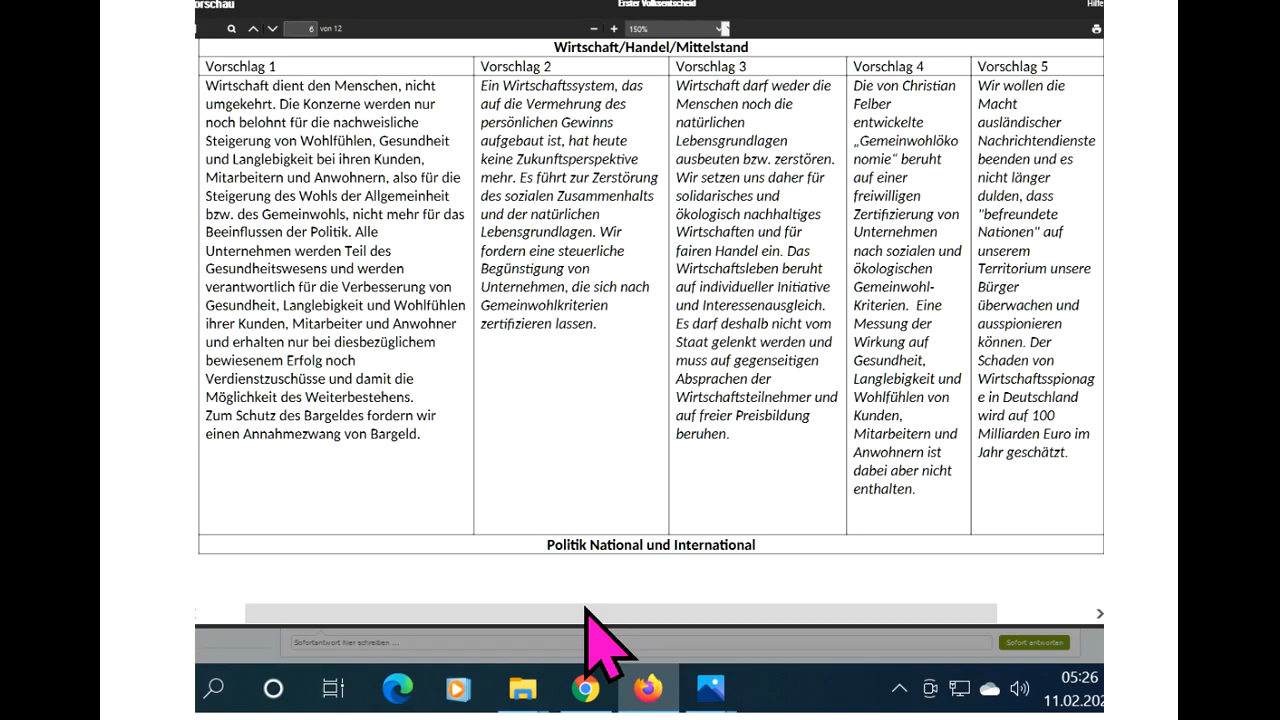 orschau
Erster Volksentscheid
Hilfe
6 von 12
150%
Wirtschaft/Handel/Mittelstand
Vorschlag 1
Wirtschaft dient den Menschen, nicht
umgekehrt. Die Konzerne werden nur
noch belohnt für die nachweisliche
Steigerung von Wohlfühlen, Gesundheit
und Langlebigkeit bei ihren Kunden,
Mitarbeitern und Anwohnern, also für die
Steigerung des Wohls der Allgemeinheit
bzw. des Gemeinwohls, nicht mehr für das
Beeinflussen der Politik. Alle
Unternehmen werden Teil des
Gesundheitswesens und werden
verantwortlich für die Verbesserung von
Gesundheit, Langlebigkeit und Wohlfühlen
ihrer Kunden, Mitarbeiter und Anwohner
und erhalten nur bei diesbezüglichem
bewiesenem Erfolg noch
Verdienstzuschüsse und damit die
Möglichkeit des Weiterbestehens.
Zum Schutz des Bargeldes fordern wir
einen Annahmezwang von Bargeld.
Vorschlag 2
Ein Wirtschaftssystem, das
auf die Vermehrung des
persönlichen Gewinns
aufgebaut ist, hat heute
keine Zukunftsperspektive
mehr. Es führt zur Zerstörung
des sozialen Zusammenhalts
und der natürlichen
Lebensgrundlagen. Wir
fordern eine steuerliche
Begünstigung von
Unternehmen, die sich nach
Gemeinwohlkriterien
zertifizieren lassen.
Vorschlag 3
Wirtschaft darf weder die
Menschen noch die
natürlichen
Lebensgrundlagen
ausbeuten bzw. zerstören.
Wir setzen uns daher für
solidarisches und
ökologisch nachhaltiges
Wirtschaften und für
fairen Handel ein. Das
Wirtschaftsleben beruht
auf individueller Initiative
und Interessenausgleich.
Es darf deshalb nicht vom
Staat gelenkt werden und
muss auf gegenseitigen
Absprachen der
Wirtschaftsteilnehmer und
auf freier Preisbildung
beruhen.
Vorschlag 4
Die von Christian
Felber
entwickelte
„Gemeinwohlöko
nomie“ beruht
auf einer
freiwilligen
Zertifizierung von
Unternehmen
nach sozialen und
ökologischen
Gemeinwohl-
Kriterien. Eine
Messung der
Wirkung auf
Gesundheit,
Langlebigkeit und
Wohlfühlen von
Kunden,
Mitarbeitern und
Anwohnern ist
dabei aber nicht
enthalten.
Vorschlag 5
Wir wollen die
Macht
ausländischer
Nachrichtendienste
beenden und es
nicht länger
dulden, dass
"befreundete
Nationen" auf
unserem
Territorium unsere
Bürger
überwachen und
ausspionieren
können. Der
Schaden von
Wirtschaftsspionag
e in Deutschland
wird auf 100
Milliarden Euro im
Jahr geschätzt.
Politik National und International
Sofortantwort hier schreiben ...
Sofort antworten
05:26
11.02.202